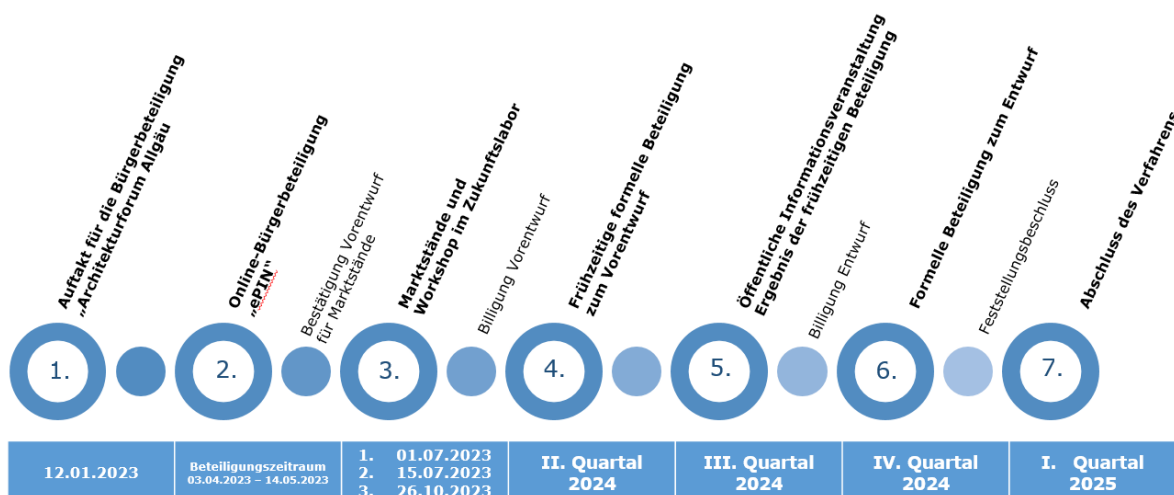 Auftakt für die Bürgerbeteiligung
„Architekturforum Allgäu
Online-Bürgerbeteiligung
„ePIN“
Bestätigung Vorentwurf
für Marktstände
Marktstände und
Workshop im Zukunftslabor
Billigung Vorentwurf
Frühzeitige formelle Beteiligung
zum Vorentwurf
Öffentliche Informationsveranstaltung
Ergebnis der frühzeitigen Beteiligung
Billigung Entwurf
Formelle Beteiligung zum Entwurf
Feststellungsbeschluss
Abschluss des Verfahrens
1.
2.
3.
4.
5.
6.
7.
12.01.2023
Beteiligungszeitraum
03.04.2023 – 14.05.2023
1. 01.07.2023
2. 15.07.2023
3. 26.10.2023
II. Quartal
2024
III. Quartal
2024
IV. Quartal
2024
I. Quartal
2025